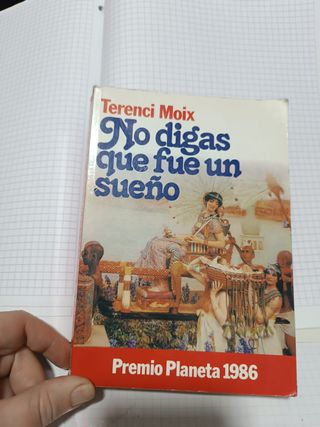 Terenci Moix
No digas
que fue un
sueño
Premio Planeta 1986